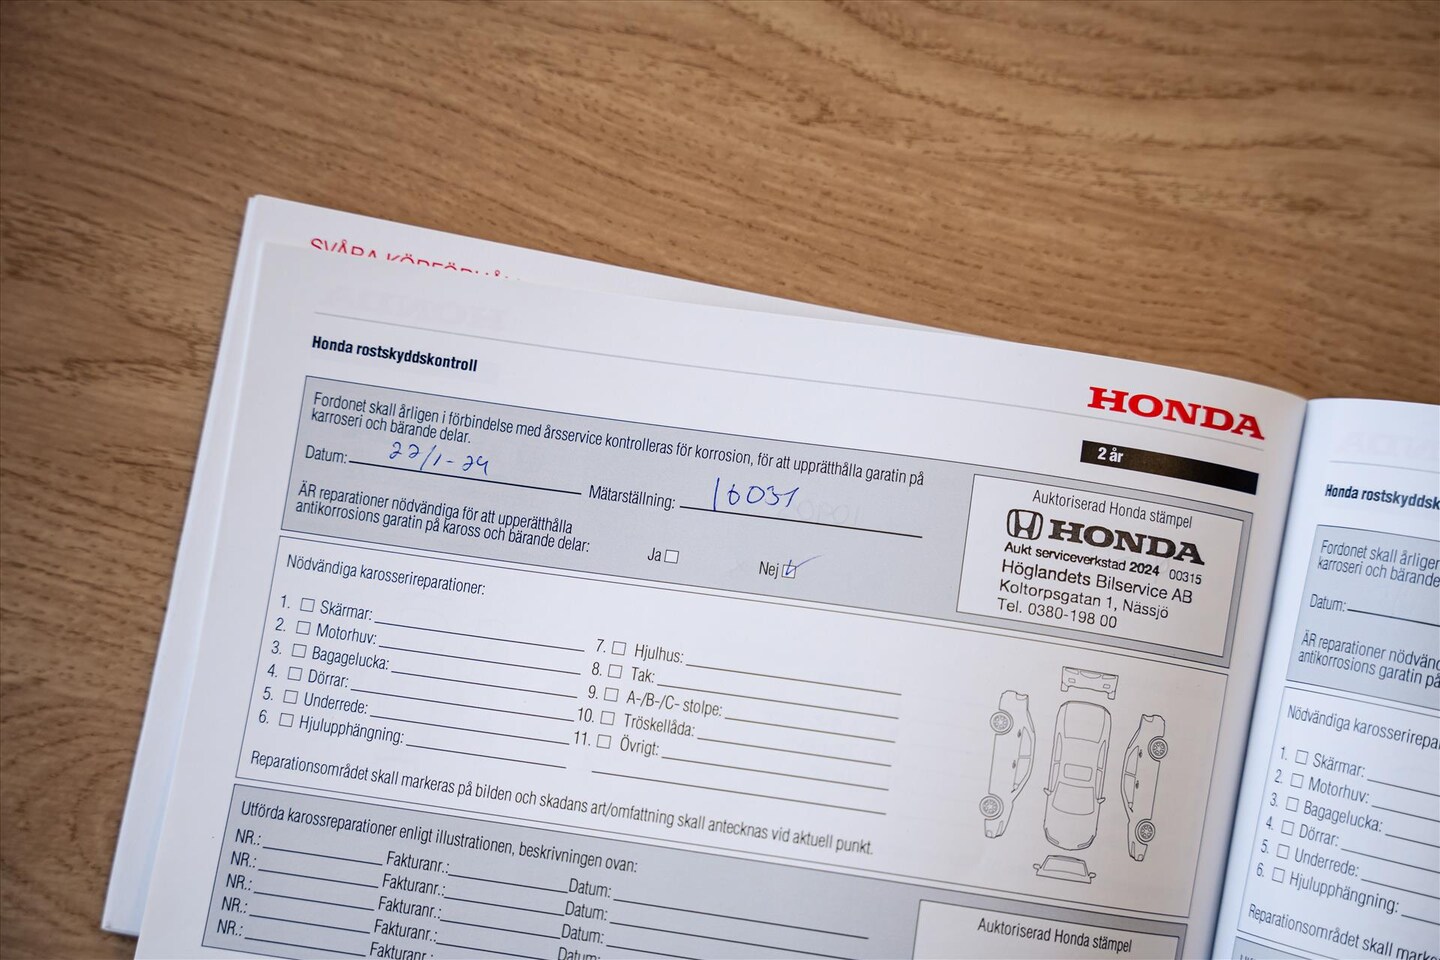 HONDA
Honda rostskyddskontroll
2 år
Fordonet skall årligen i förbindelse med årsservice kontrolleras för korrosion, för att upprätthålla garatin på
karroseri och bärande delar.
Datum: 22/1-24
Mätarställning: 16031
ÄR reparationer nödvändiga för att upperätthålla
antikorrosions garatin på kaross och bärande delar:
Ja
Nej
Auktoriserad Honda stämpel
HONDA
Aukt serviceverkstad 2024 00315
Höglandets Bilservice AB
Koltorpsgatan 1, Nässjö
Tel. 0380-198 00
Nödvändiga karosserireparationer:
1. Skärmar:
2. Motorhuv:
3. Bagagelucka:
4. Dörrar:
5. Underrede:
6. Hjulupphängning:
7. Hjulhus:
8. Tak:
9. A-/B-/C- stolpe:
10. Tröskellåda:
11. Övrigt:
Reparationsområdet skall markeras på bilden och skadans art/omfattning skall antecknas vid aktuell punkt.
Utförda karossreparationer enligt illustrationen, beskrivningen ovan:
NR.: Fakturanr.: Datum:
NR.: Fakturanr.: Datum:
NR.: Fakturanr.: Datum:
NR.: Fakturanr.:
NR.: Fakturanr.:
Auktoriserad Honda stämpel
Honda rostskyddsk
Fordonet skall årliger
karroseri och bärande
Datum:
ÄR reparationer nödvänd
antikorrosions garatin på
Nödvändiga karosserirepa
1. Skärmar:
2. Motorhuv:
3. Bagagelucka:
4. Dörrar:
5. Underrede:
6. Hjulupphängning:
Reparationsområdet skall mark